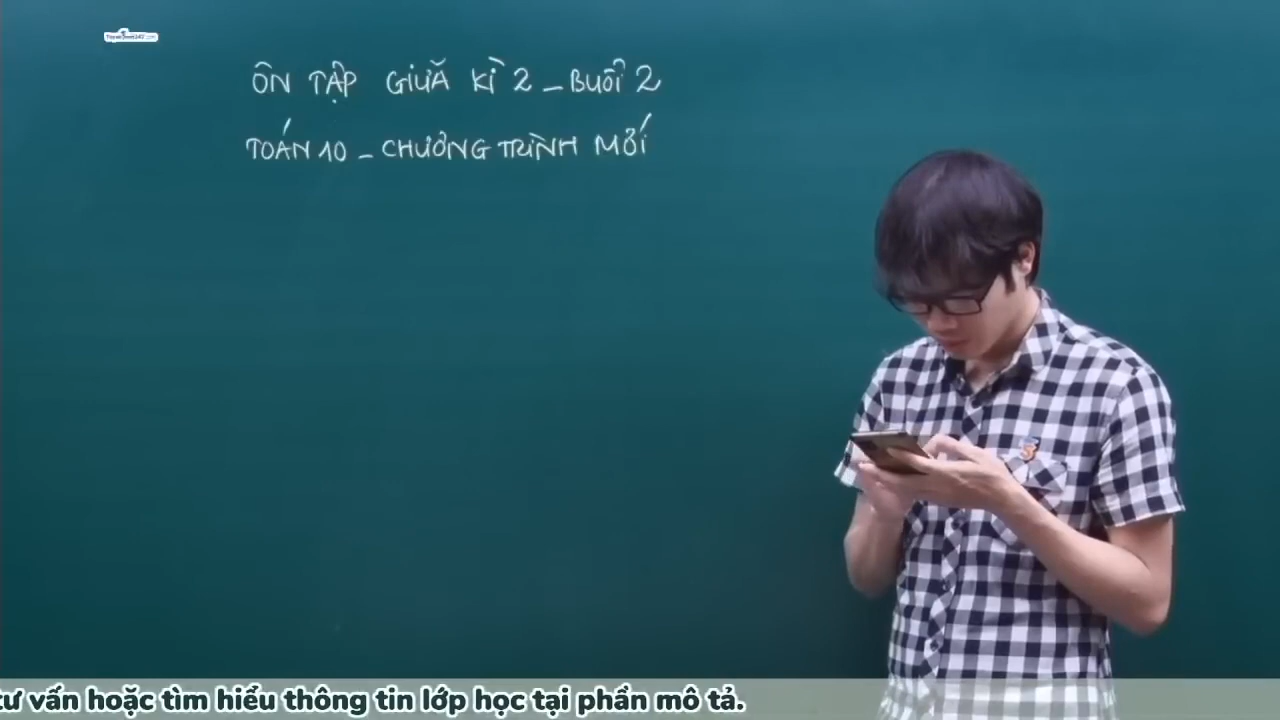 ÔN TẬP GIỮA KÌ 2 - BUỔI 2
TOÁN 10 - CHƯƠNG TRÌNH MỚI
tư vấn hoặc tìm hiểu thông tin lớp học tại phần mô tả.